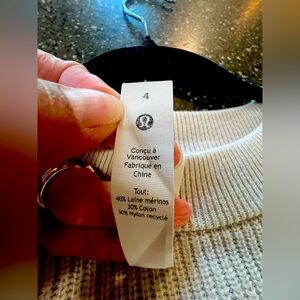 4
Conçu à
Vancouver
Fabriqué en
Chine
Tout:
40% Laine mérinos
30% Coton
30% Nylon recyclé